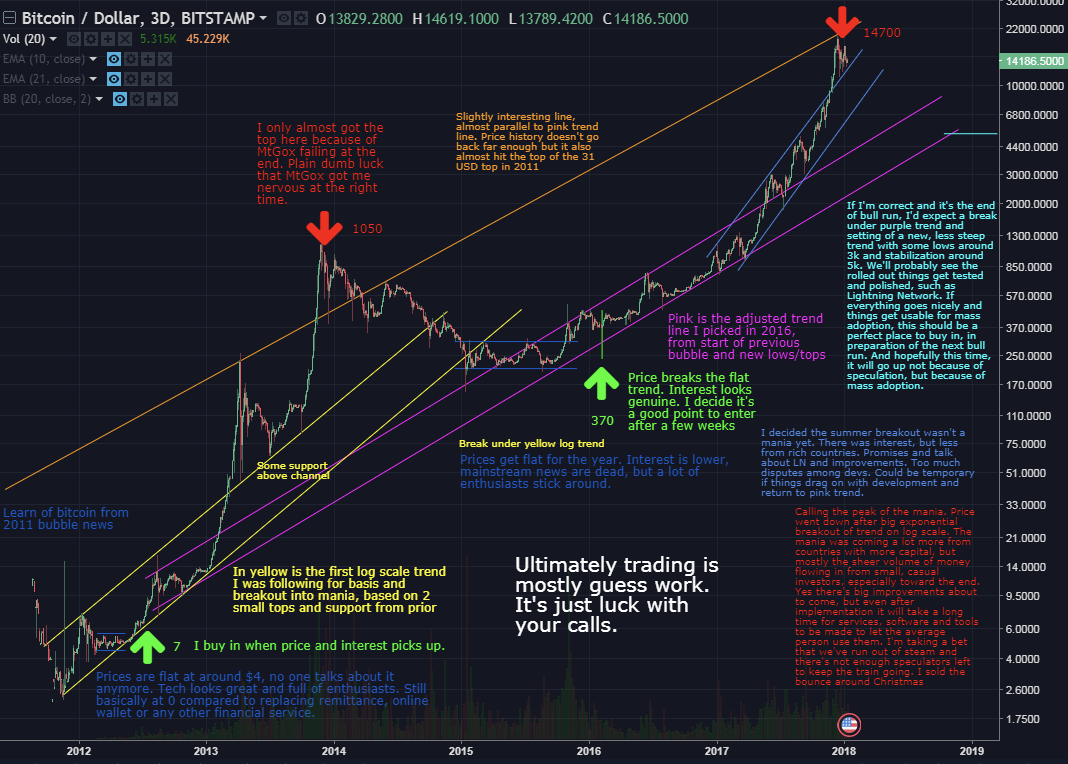 Bitcoin / Dollar, 3D, BITSTAMP O 13829.2800 H 14619.1000 L 13789.4200 C 14186.5000
Vol (20) 5.315K 45.229K
EMA (10, close)
EMA (21, close)
BB (20, close, 2)
14700
I only almost got the
top here because of
MtGox failing at the
end. Plain dumb luck
that MtGox got me
nervous at the right
time.
1050
Slightly interesting line,
almost parallel to pink trend
line. Price history doesn't go
back far enough but it also
almost hit the top of the 31
USD top in 2011
If I'm correct and it's the end
of bull run, I'd expect a break
under purple trend and
setting of a new, less steep
trend with some lows around
3k and stabilization around
5k. We'll probably see the
rolled out things get tested
and polished, such as
Lightning Network. If
everything goes nicely and
things get usable for mass
adoption, this should be a
perfect place to buy in, in
preparation of the next bull
run. And hopefully this time,
it will go up not because of
speculation, but because of
mass adoption.
Pink is the adjusted trend
line I picked in 2016,
from start of previous
bubble and new lows/tops
Price breaks the flat
trend. Interest looks
genuine. I decide it's
a good point to enter
after a few weeks
370
Break under yellow log trend
Prices get flat for the year. Interest is lower,
mainstream news are dead, but a lot of
enthusiasts stick around.
I decided the summer breakout wasn't a
mania yet. There was interest, but less
from rich countries. Promises and talk
about LN and improvements. Too much
disputes among devs. Could be temporary
if things drag on with development and
return to pink trend.
Some support
above channel
Learn of bitcoin from
2011 bubble news
Calling the peak of the mania. Price
went down after big exponential
breakout of trend on log scale. The
mania was coming a lot more from
countries with more capital, but
mostly the sheer volume of money
flowing in from small, casual
investors, especially toward the end.
Yes there's big improvements about
to come, but even after
implementation it will take a long
time for services, software and tools
to be made to let the average
person use them. I'm taking a bet
that we've run out of steam and
there's not enough speculators left
to keep the train going. I sold the
bounce around Christmas
In yellow is the first log scale trend
I was following for basis and
breakout into mania, based on 2
small tops and support from prior
Ultimately trading is
mostly guess work.
It's just luck with
your calls.
7 I buy in when price and interest picks up.
Prices are flat at around $4, no one talks about it
anymore. Tech looks great and full of enthusiasts. Still
basically at 0 compared to replacing remittance, online
wallet or any other financial service.
32000.0000
22000.0000
14186.5000
10000.0000
6800.0000
4400.0000
3000.0000
2000.0000
1300.0000
850.0000
570.0000
370.0000
250.0000
170.0000
110.0000
75.0000
51.0000
33.0000
21.0000
14.0000
9.5000
6.0000
4.0000
2.6000
1.7500
2012 2013 2014 2015 2016 2017 2018 2019